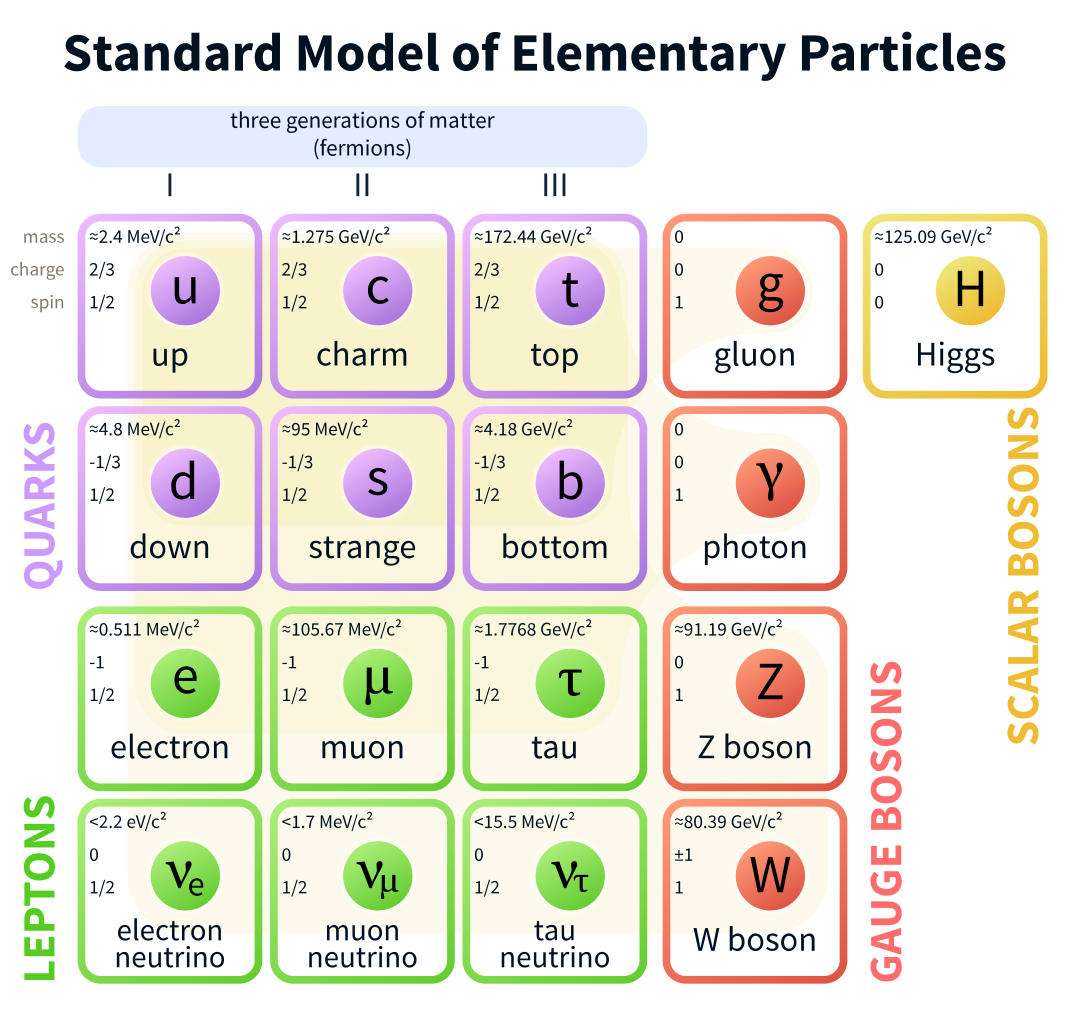 Standard Model of Elementary Particles
three generations of matter
(fermions)
I II III
mass
charge
spin
≈2.4 MeV/c²
2/3
1/2
u
up
≈1.275 GeV/c²
2/3
1/2
c
charm
≈172.44 GeV/c²
2/3
1/2
t
top
0
0
1
g
gluon
≈125.09 GeV/c²
0
0
H
Higgs
QUARKS
≈4.8 MeV/c²
-1/3
1/2
d
down
≈95 MeV/c²
-1/3
1/2
s
strange
≈4.18 GeV/c²
-1/3
1/2
b
bottom
0
0
1
γ
photon
SCALAR BOSONS
≈0.511 MeV/c²
-1
1/2
e
electron
≈105.67 MeV/c²
-1
1/2
μ
muon
≈1.7768 GeV/c²
-1
1/2
τ
tau
≈91.19 GeV/c²
0
1
Z
Z boson
GAUGE BOSONS
LEPTONS
<2.2 eV/c²
0
1/2
νe
electron
neutrino
<1.7 MeV/c²
0
1/2
νμ
muon
neutrino
<15.5 MeV/c²
0
1/2
ντ
tau
neutrino
≈80.39 GeV/c²
±1
1
W
W boson